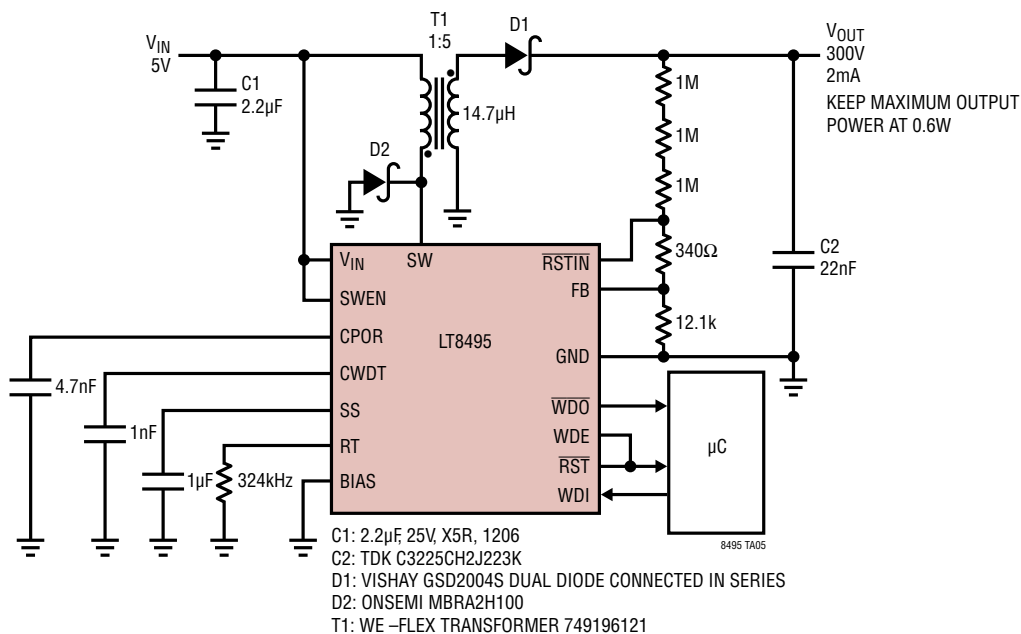 T1
1:5
D1
VIN
5V
C1
2.2µF
14.7µH
D2
VOUT
300V
2mA
KEEP MAXIMUM OUTPUT
POWER AT 0.6W
1M
1M
1M
340Ω
12.1k
C2
22nF
VIN
SW
RSTIN
SWEN
FB
CPOR
LT8495
GND
CWDT
SS
WDO
RT
WDE
BIAS
RST
WDI
4.7nF
1nF
1µF
324kHz
µC
8495 TA05
C1: 2.2µF, 25V, X5R, 1206
C2: TDK C3225CH2J223K
D1: VISHAY GSD2004S DUAL DIODE CONNECTED IN SERIES
D2: ONSEMI MBRA2H100
T1: WE –FLEX TRANSFORMER 749196121